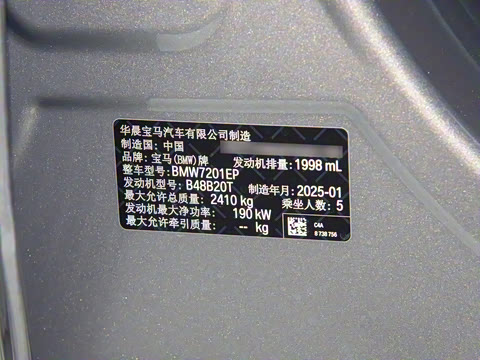 华晨宝马汽车有限公司制造
制造国: 中国
品牌: 宝马(BMW)牌 发动机排量: 1998 mL
整车型号: BMW7201EP
发动机型号: B48B20T 制造年月: 2025-01
最大允许总质量: 2410 kg 乘坐人数: 5
发动机最大净功率: 190 kW
最大允许牵引质量: -- kg
C4A
8 738 756